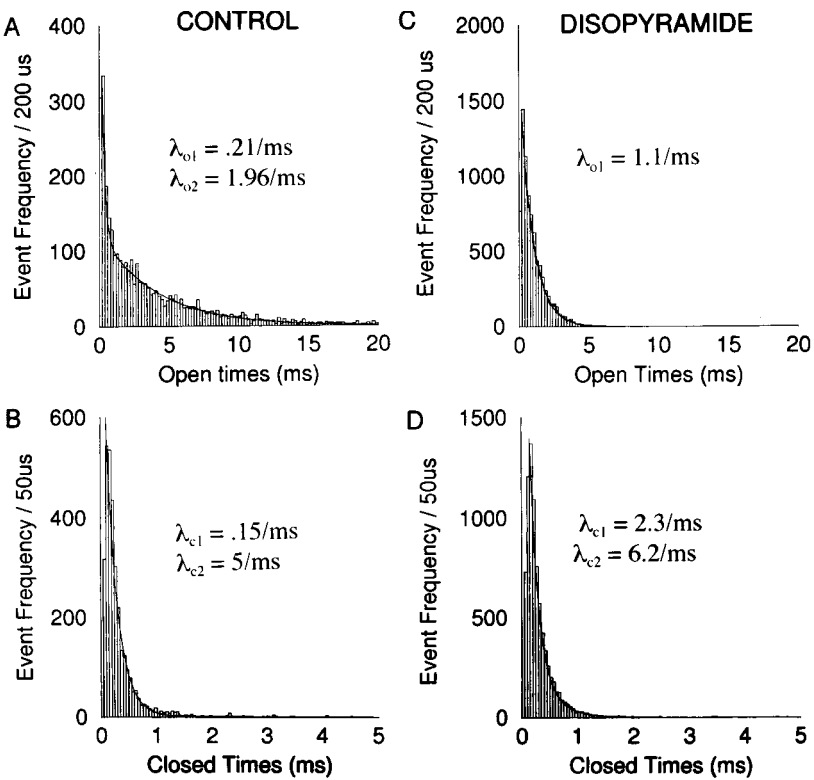 A
CONTROL
400
300
200
100
0
Event Frequency / 200 us
λo1 = .21/ms
λo2 = 1.96/ms
0 5 10 15 20
Open times (ms)
C
DISOPYRAMIDE
2000
1500
1000
500
0
Event Frequency / 200 us
λo1 = 1.1/ms
0 5 10 15 20
Open Times (ms)
B
600
400
200
0
Event Frequency / 50us
λc1 = .15/ms
λc2 = 5/ms
0 1 2 3 4 5
Closed Times (ms)
D
1500
1000
500
0
Event Frequency / 50us
λc1 = 2.3/ms
λc2 = 6.2/ms
0 1 2 3 4 5
Closed Times (ms)